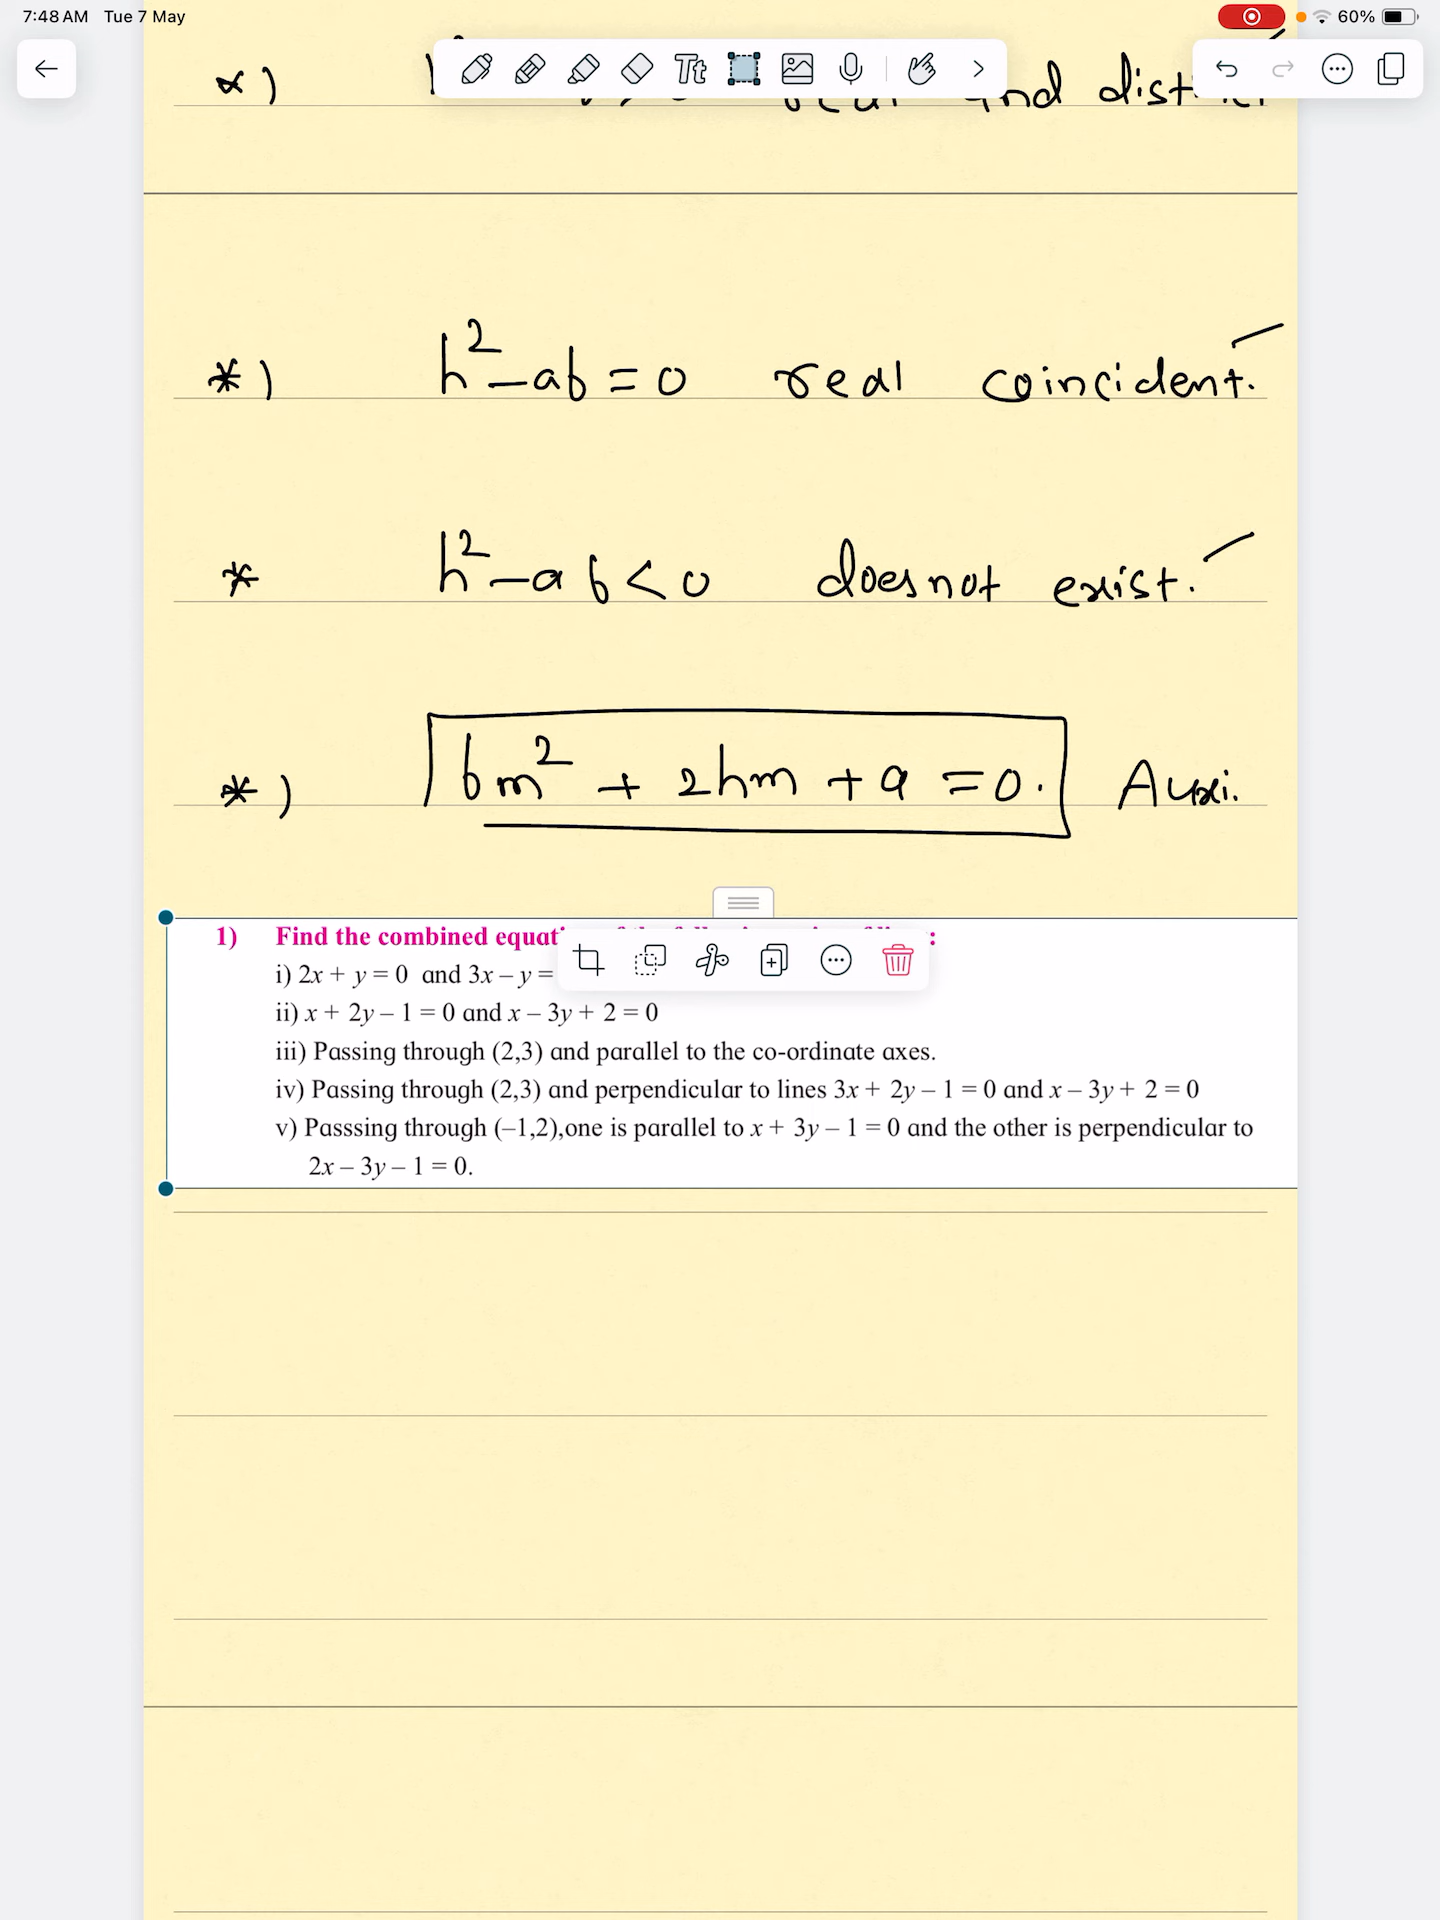 7:48 AM Tue 7 May
60%
*)
and
*) h²-ab=0 real coincident.
* h²-ab<0 does not exist.
*) bm² + 2hm + a =0. Auxi.
1) Find the combined :
i) 2x + y = 0 and 3x – y =
ii) x + 2y – 1 = 0 and x – 3y + 2 = 0
iii) Passing through (2,3) and parallel to the co-ordinate axes.
iv) Passing through (2,3) and perpendicular to lines 3x + 2y – 1 = 0 and x – 3y + 2 = 0
v) Passsing through (–1,2),one is parallel to x + 3y – 1 = 0 and the other is perpendicular to
2x – 3y – 1 = 0.